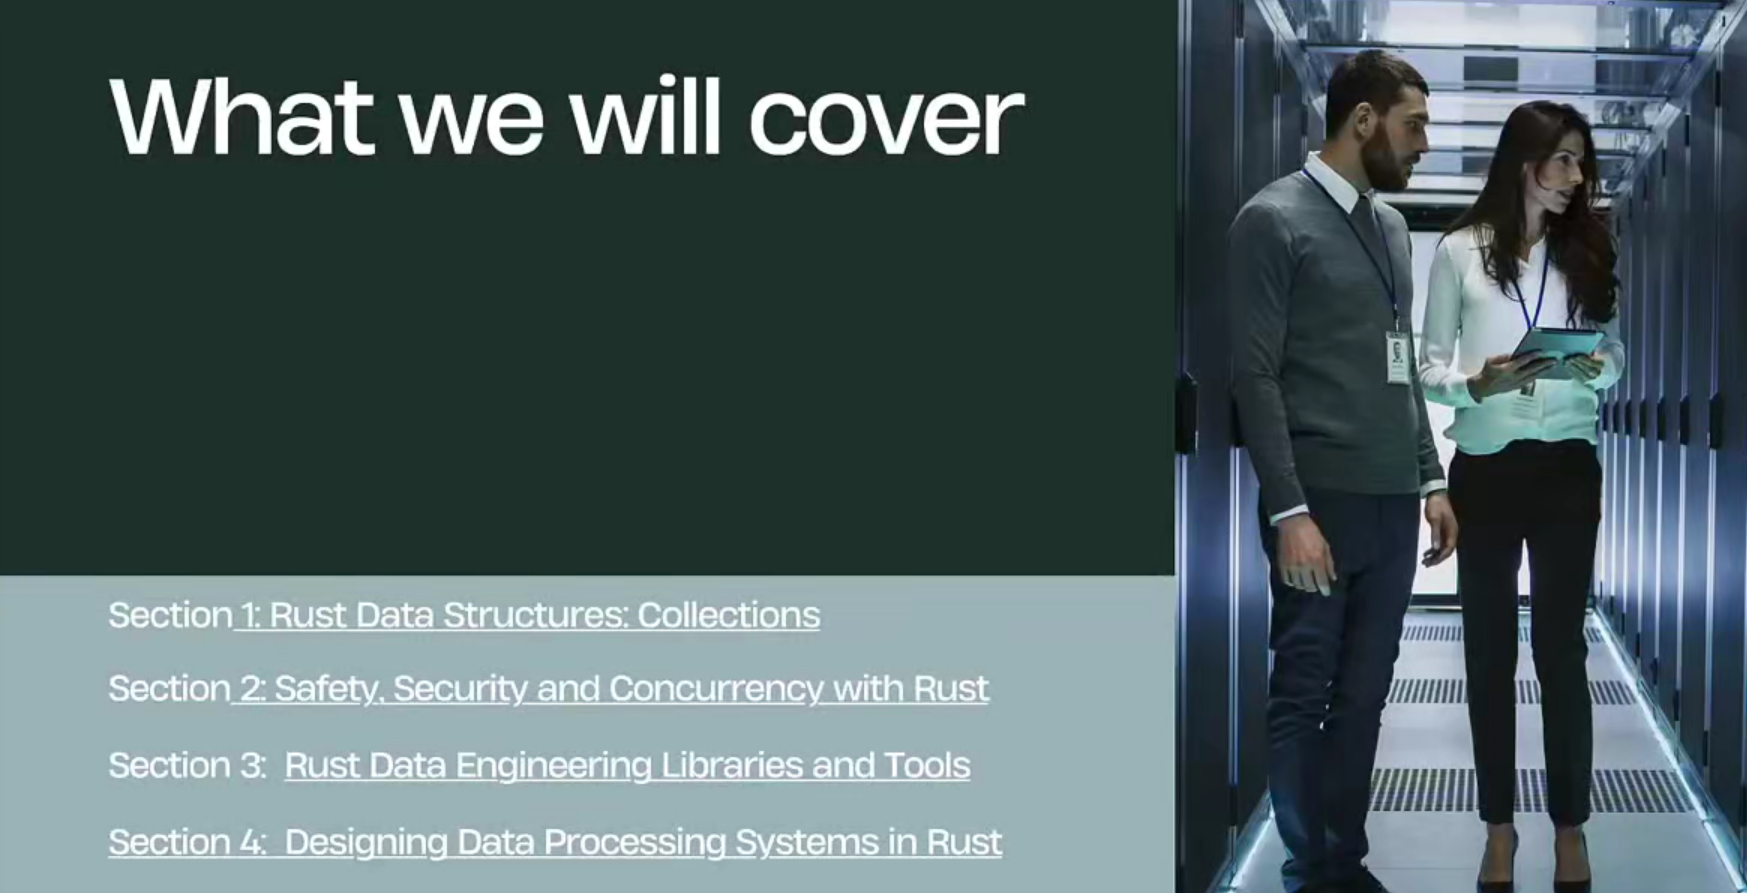 What we will cover
Section 1: Rust Data Structures: Collections
Section 2: Safety, Security and Concurrency with Rust
Section 3: Rust Data Engineering Libraries and Tools
Section 4: Designing Data Processing Systems in Rust